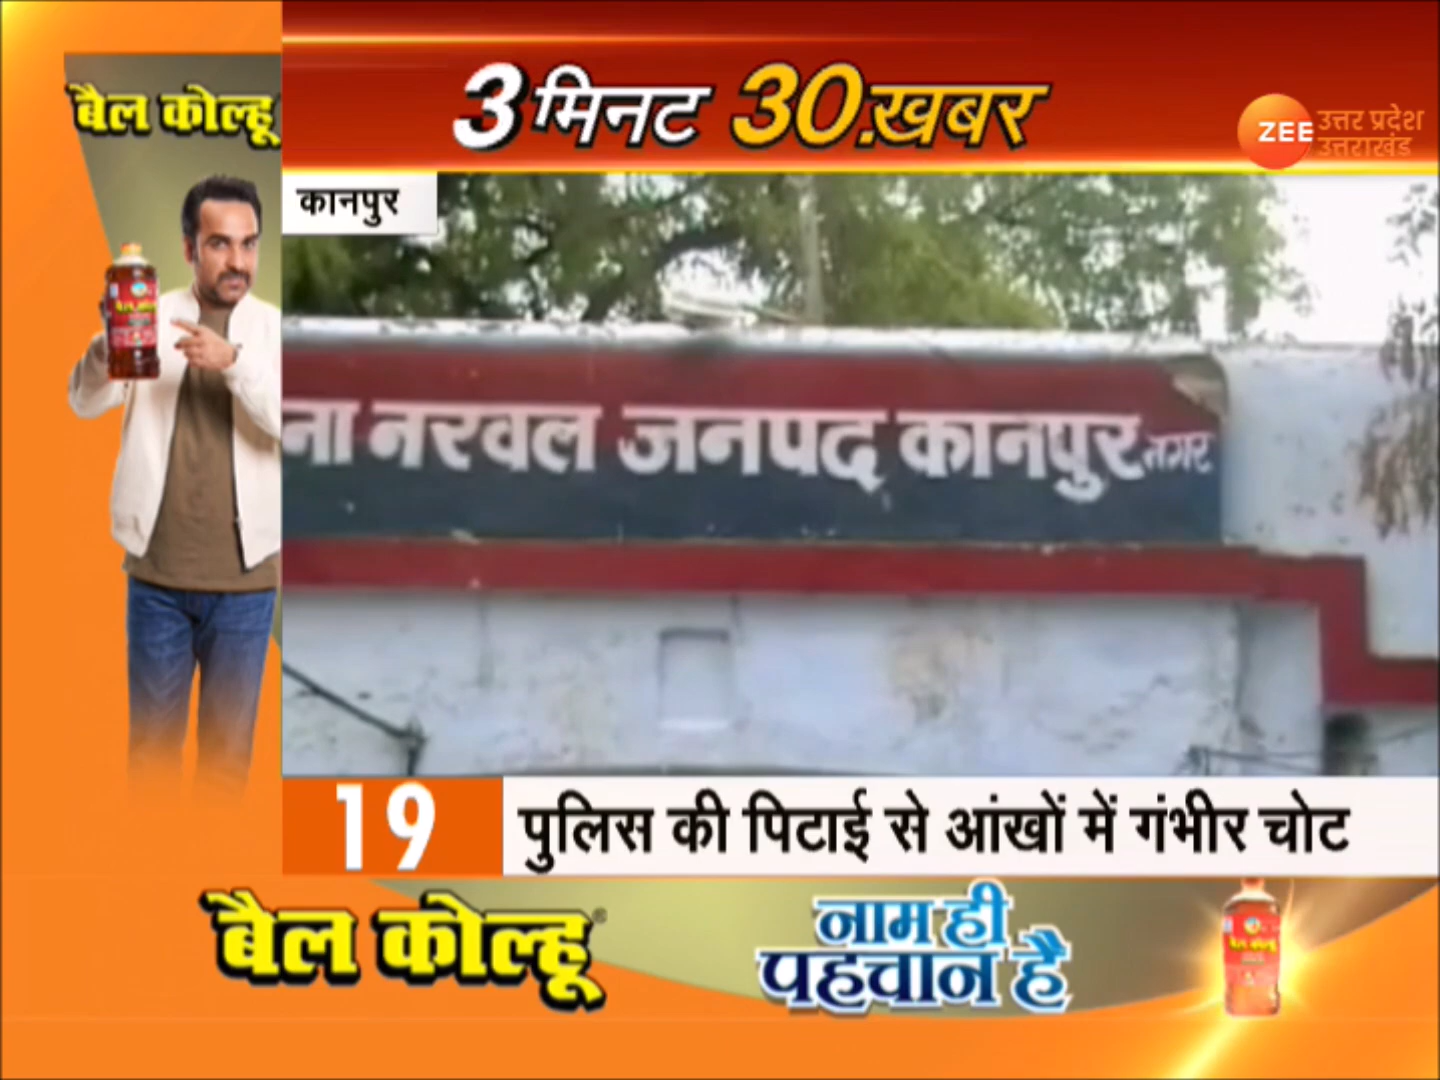 बैल कोल्हू
3 मिनट 30 ख़बर
ZEE उत्तर प्रदेश
उत्तराखंड
कानपुर
ना नरवल जनपद कानपुर नगर
19 पुलिस की पिटाई से आंखों में गंभीर चोट
बैल कोल्हू®
नाम ही
पहचान है